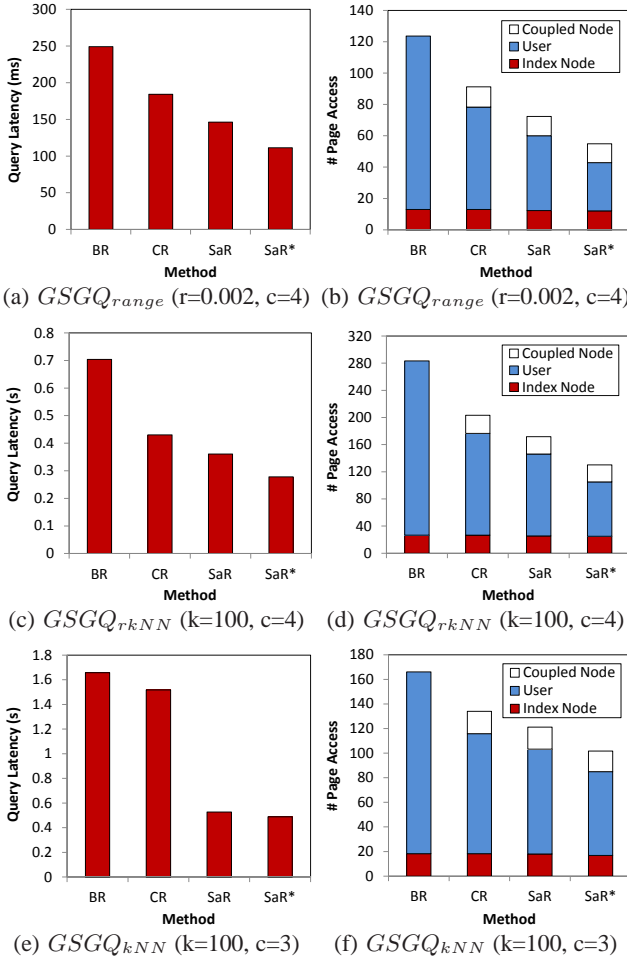 300
250
200
150
100
50
0
Query Latency (ms)
BR CR SaR SaR*
Method
140
120
100
80
60
40
20
0
# Page Access
Coupled Node
User
Index Node
BR CR SaR SaR*
Method
(a) GSGQrange (r=0.002, c=4) (b) GSGQrange (r=0.002, c=4)
0.8
0.7
0.6
0.5
0.4
0.3
0.2
0.1
0
Query Latency (s)
BR CR SaR SaR*
Method
320
280
240
200
160
120
80
40
0
# Page Access
Coupled Node
User
Index Node
BR CR SaR SaR*
Method
(c) GSGQrkNN (k=100, c=4) (d) GSGQrkNN (k=100, c=4)
1.8
1.6
1.4
1.2
1
0.8
0.6
0.4
0.2
0
Query Latency (s)
BR CR SaR SaR*
Method
180
160
140
120
100
80
60
40
20
0
# Page Access
Coupled Node
User
Index Node
BR CR SaR SaR*
Method
(e) GSGQkNN (k=100, c=3) (f) GSGQkNN (k=100, c=3)